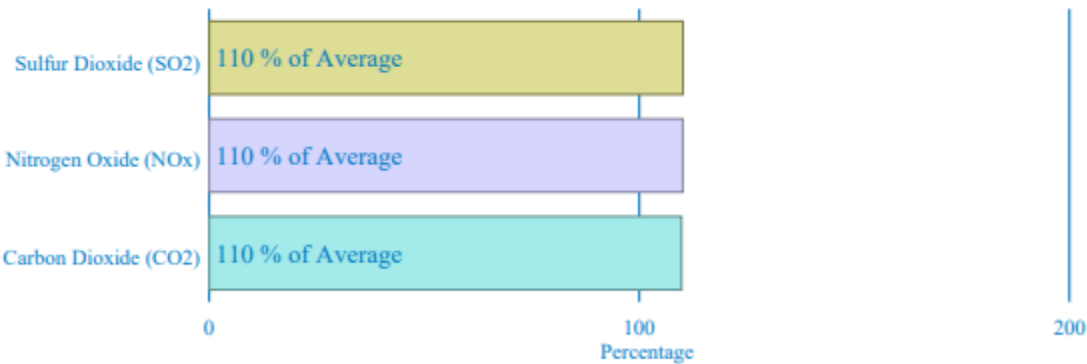 Sulfur Dioxide (SO2) 110 % of Average
Nitrogen Oxide (NOx) 110 % of Average
Carbon Dioxide (CO2) 110 % of Average
0 100 200
Percentage